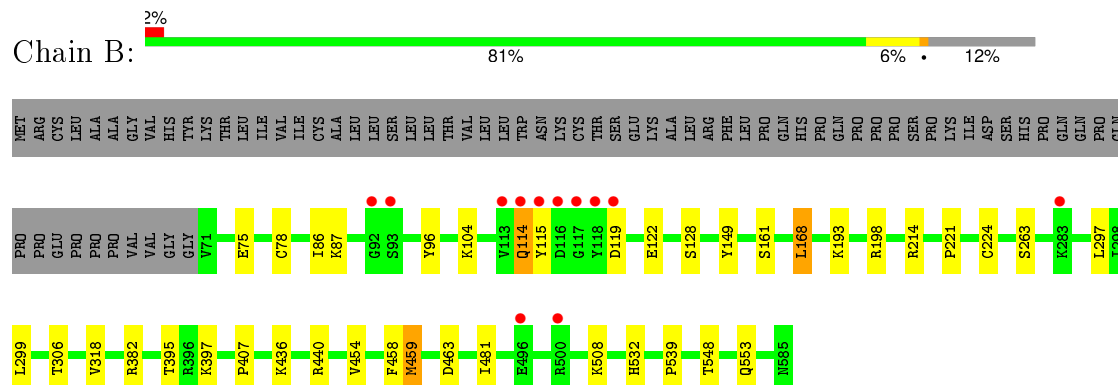 2%
Chain B:
81% 6% • 12%
MET ARG CYS LEU ALA ALA GLY VAL HIS TYR LYS THR LEU ILE VAL ILE CYS ALA LEU LEU SER LEU LEU THR VAL LEU LEU TRP ASN LYS CYS THR SER GLU LYS ALA LEU ARG PHE LEU PRO GLN HIS PRO GLN PRO PRO PRO SER PRO LYS ILE ASP SER HIS PRO GLN GLN PRO GLN
PRO PRO GLU PRO PRO PRO VAL VAL GLY GLY V71 E75 C78 I86 K87 G92 S93 Y96 K104 V113 Q114 Y115 D116 G117 Y118 D119 E122 S128 Y149 S161 L168 K193 R198 R214 P221 C224 S263 K283 L297
L299 T306 V318 R382 T395 R396 K397 P407 K436 R440 V454 F458 M459 D463 I481 E496 R500 K508 H532 P539 T548 Q553 N585